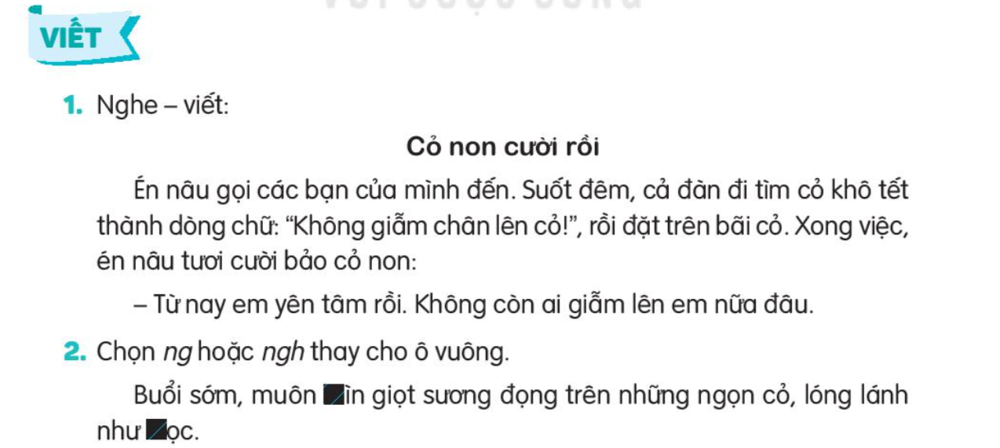 VIẾT
1. Nghe – viết:
Cỏ non cười rồi
Én nâu gọi các bạn của mình đến. Suốt đêm, cả đàn đi tìm cỏ khô tết
thành dòng chữ: “Không giẫm chân lên cỏ!”, rồi đặt trên bãi cỏ. Xong việc,
én nâu tươi cười bảo cỏ non:
– Từ nay em yên tâm rồi. Không còn ai giẫm lên em nữa đâu.
2. Chọn ng hoặc ngh thay cho ô vuông.
Buổi sớm, muôn ■ìn giọt sương đọng trên những ngọn cỏ, lóng lánh
như ■ọc.